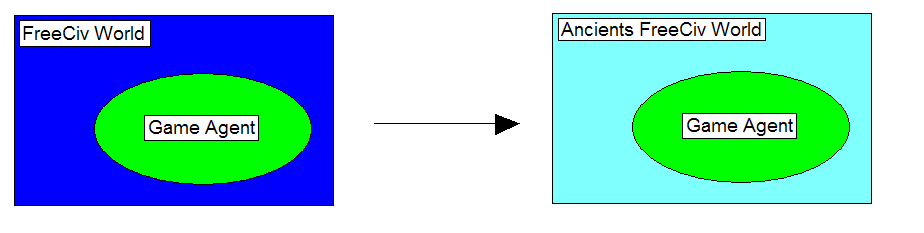 FreeCiv World
Game Agent
Ancients FreeCiv World
Game Agent